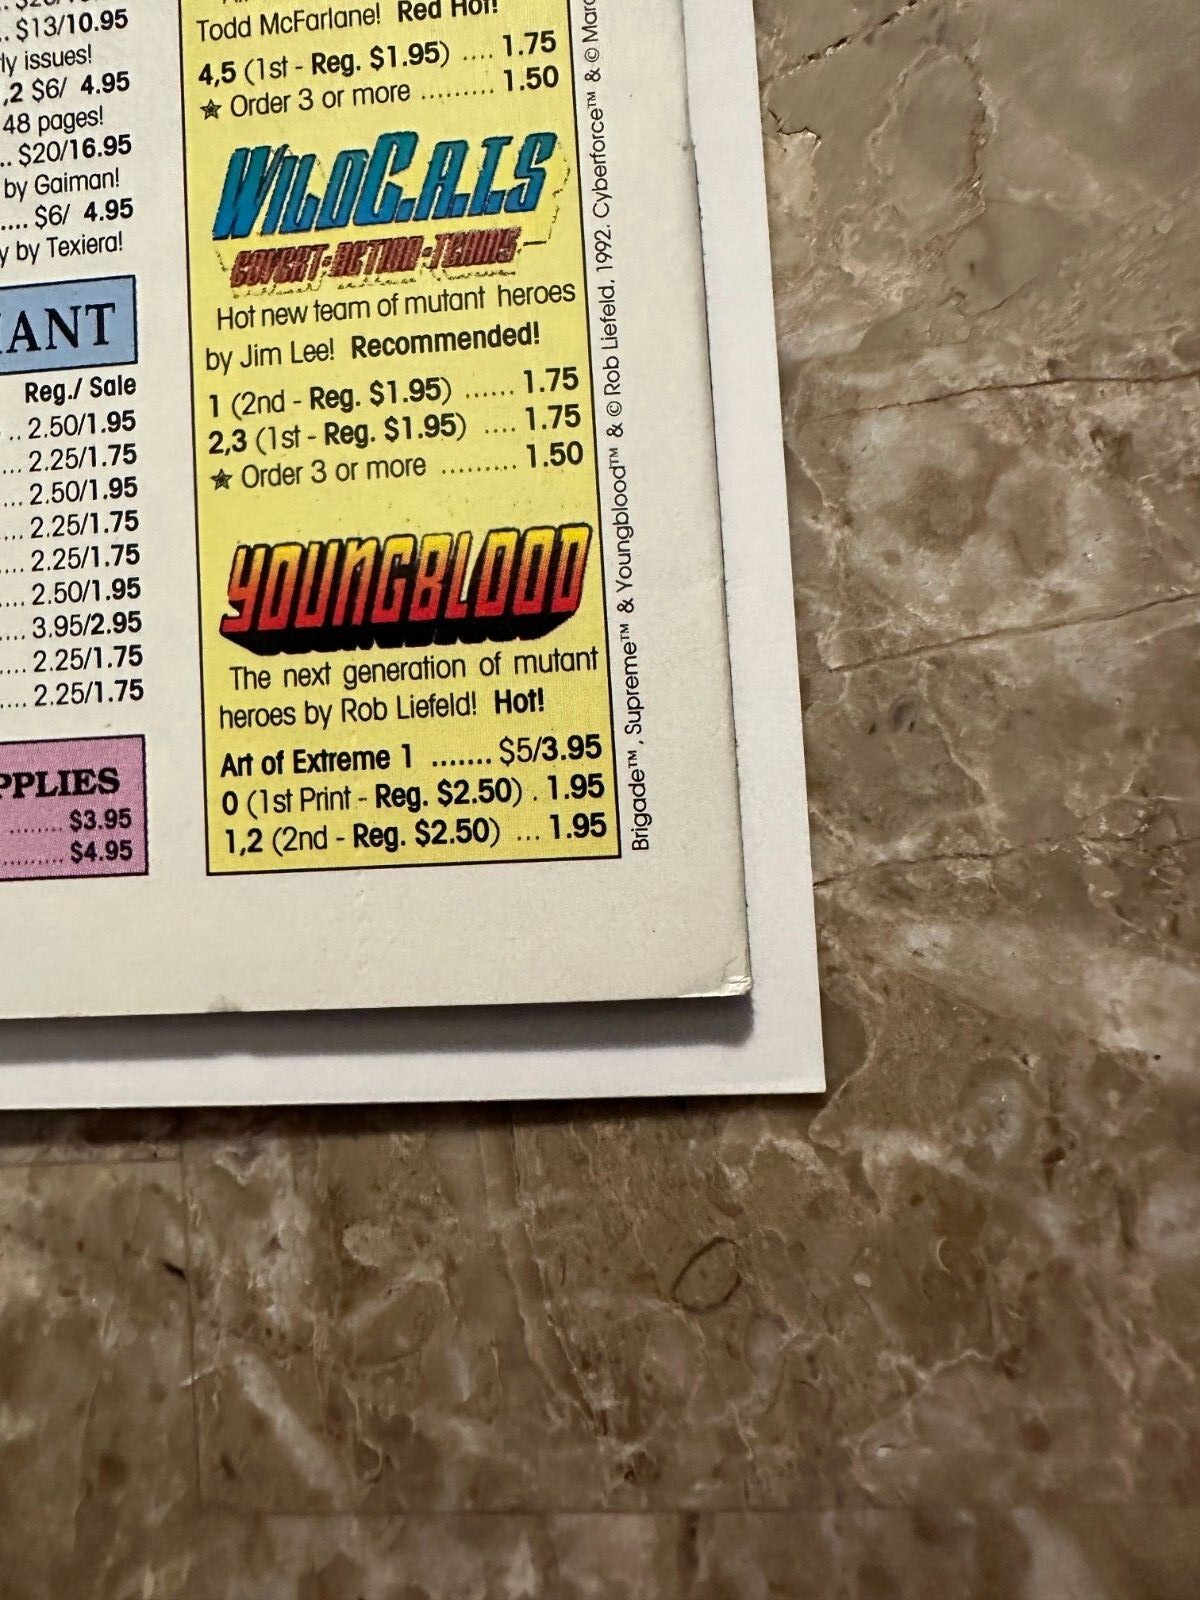 $13/10.95
ly issues!
,2 $6/ 4.95
48 pages!
.. $20/16.95
by Gaiman!
.... $6/ 4.95
y by Texiera!
IANT
Reg./ Sale
.. 2.50/1.95
... 2.25/1.75
... 2.50/1.95
... 2.25/1.75
.... 2.25/1.75
.... 2.50/1.95
.... 3.95/2.95
.... 2.25/1.75
.... 2.25/1.75
PPLIES
........ $3.95
.......... $4.95
Todd McFarlane! Red Hot!
4,5 (1st - Reg. $1.95) .... 1.75
★ Order 3 or more ......... 1.50
WILDC.A.T.S
COVERT-ACTION-TEAMS
Hot new team of mutant heroes
by Jim Lee! Recommended!
1 (2nd - Reg. $1.95) ...... 1.75
2,3 (1st - Reg. $1.95) .... 1.75
★ Order 3 or more ......... 1.50
YOUNGBLOOD
The next generation of mutant
heroes by Rob Liefeld! Hot!
Art of Extreme 1 ....... $5/3.95
0 (1st Print - Reg. $2.50) . 1.95
1,2 (2nd - Reg. $2.50) ... 1.95
Brigade™, Supreme™ & Youngblood™ & © Rob Liefeld, 1992. Cyberforce™ & ©